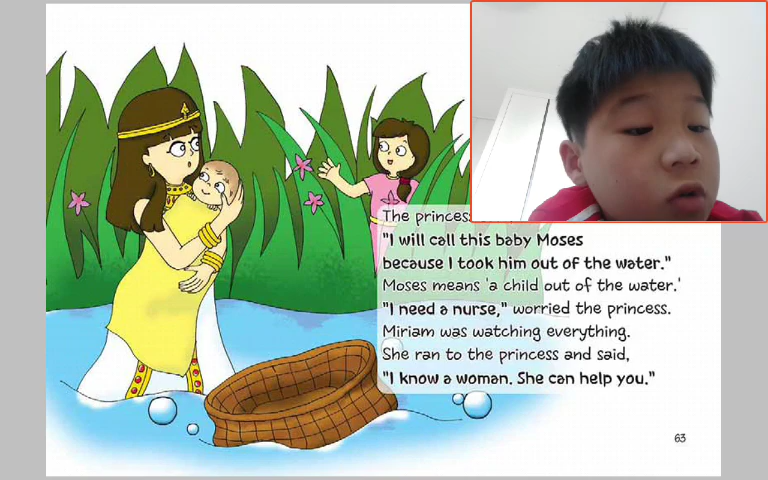 The princess
"I will call this baby Moses
because I took him out of the water."
Moses means 'a child out of the water.'
"I need a nurse," worried the princess.
Miriam was watching everything.
She ran to the princess and said,
"I know a woman. She can help you."
63